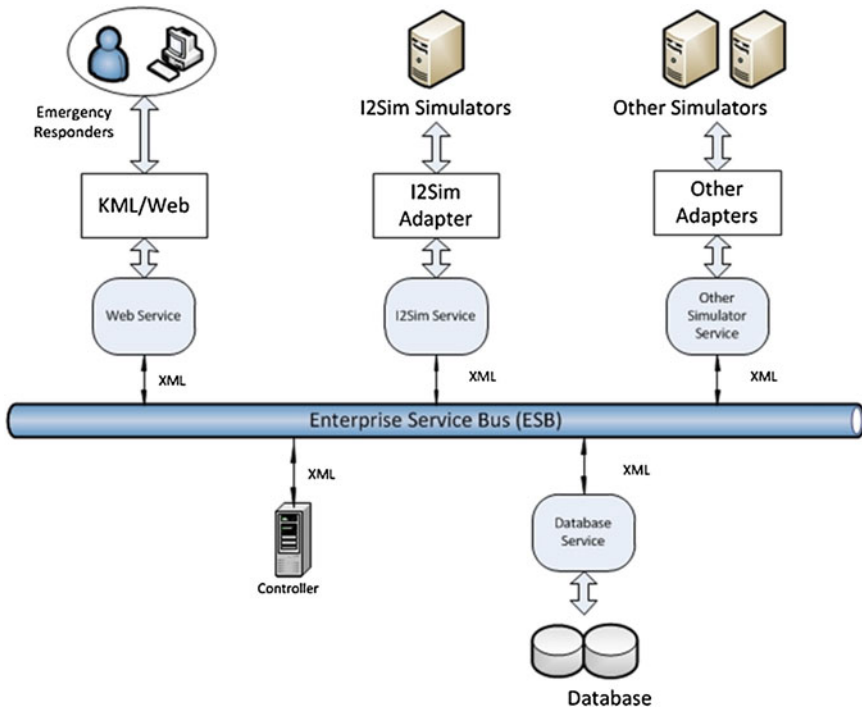 Emergency
Responders
I2Sim Simulators
Other Simulators
KML/Web
I2Sim
Adapter
Other
Adapters
Web Service
I2Sim Service
Other
Simulator
Service
XML
XML
XML
Enterprise Service Bus (ESB)
XML
XML
Controller
Database
Service
Database